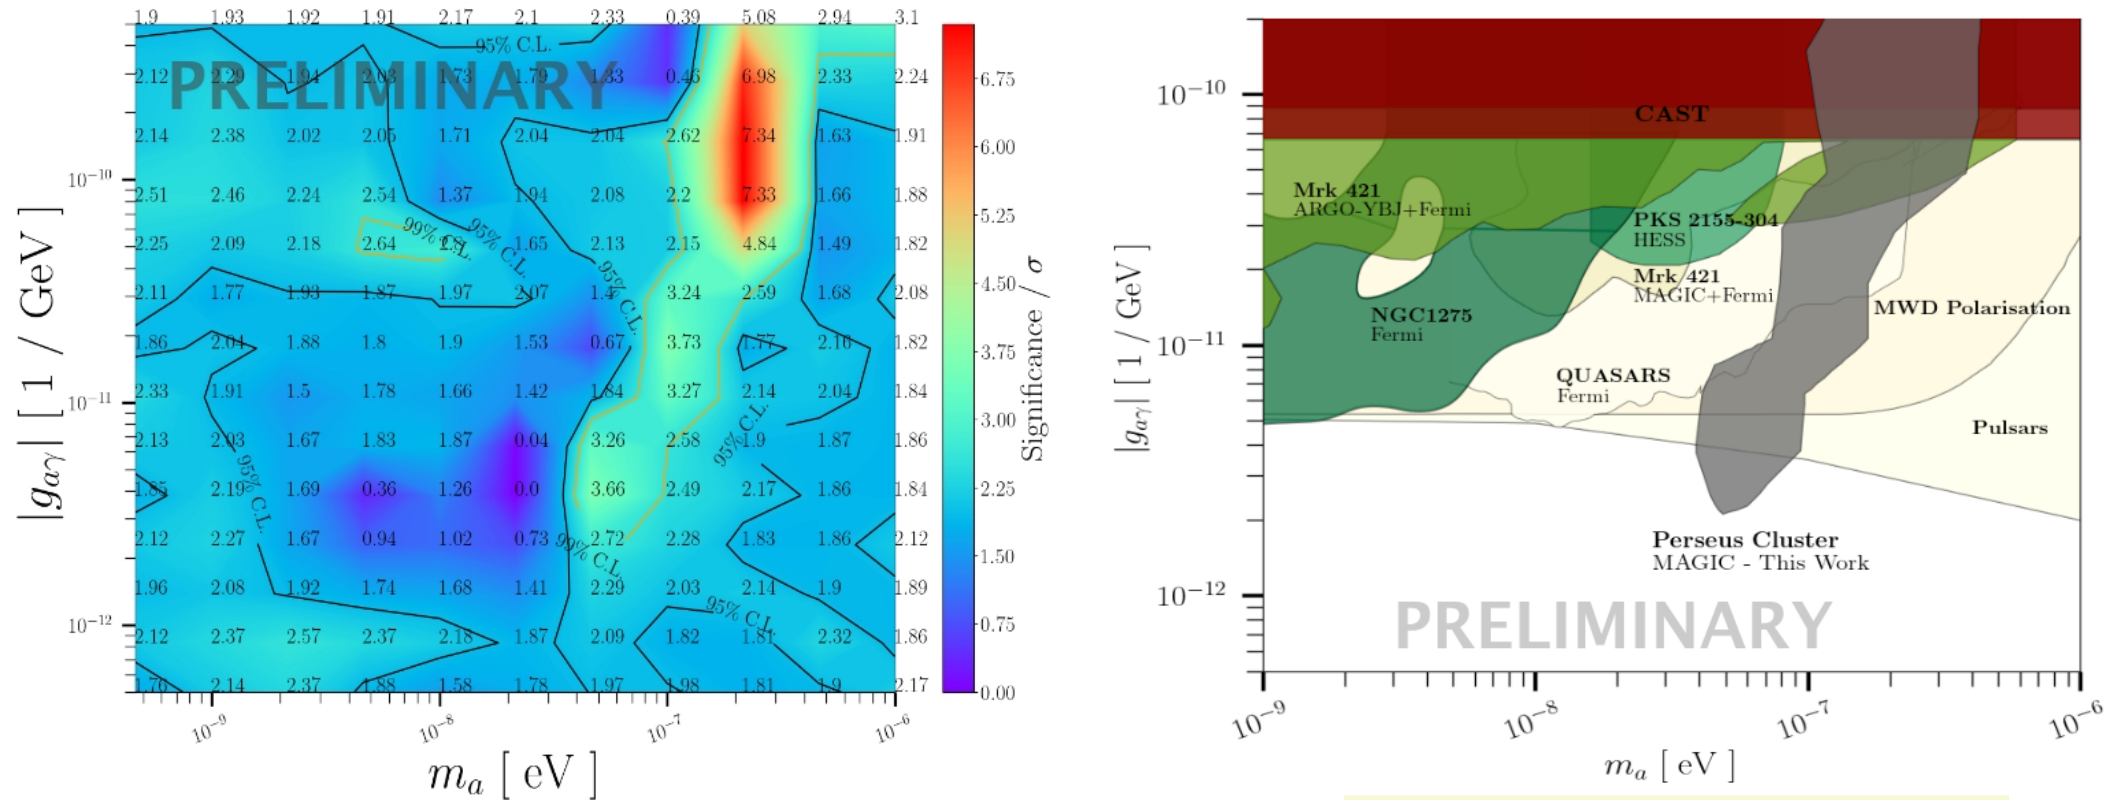 1.9 1.93 1.92 1.91 2.17 2.1 2.33 0.39 5.08 2.94 3.1
95% C.L.
2.12 2.29 1.94 2.03 1.73 1.79 1.33 0.46 6.98 2.33 2.24
PRELIMINARY
2.14 2.38 2.02 2.05 1.71 2.04 2.04 2.62 7.34 1.63 1.91
2.51 2.46 2.24 2.54 1.37 1.94 2.08 2.2 7.33 1.66 1.88
99% C.L.
95% C.L.
2.25 2.09 2.18 2.64 1.65 2.13 2.15 4.84 1.49 1.82
95% C.L.
2.11 1.77 1.93 1.87 1.97 2.07 3.24 2.59 1.68 2.08
1.86 2.04 1.88 1.8 1.9 1.53 0.67 3.73 1.77 2.16 1.82
2.33 1.91 1.5 1.78 1.66 1.42 1.84 3.27 2.14 2.04 1.84
95% C.L.
2.13 2.03 1.67 1.83 1.87 0.04 3.26 2.58 1.9 1.87 1.86
95% C.L.
1.85 2.19 1.69 0.36 1.26 0.0 3.66 2.49 2.17 1.86 1.84
2.12 2.27 1.67 0.94 1.02 0.73 2.72 2.28 1.83 1.86 2.12
99% C.L.
1.96 2.08 1.92 1.74 1.68 1.41 2.29 2.03 2.14 1.9 1.89
95% C.L.
2.12 2.37 2.57 2.37 2.18 1.87 2.09 1.82 1.81 2.32 1.86
1.76 2.14 2.37 1.88 1.58 1.78 1.97 1.98 1.81 1.9 2.17
10⁻¹⁰
10⁻¹¹
10⁻¹²
|g_{aγ}| [ 1 / GeV ]
10⁻⁹ 10⁻⁸ 10⁻⁷ 10⁻⁶
m_a [ eV ]
6.75
6.00
5.25
4.50
3.75
3.00
2.25
1.50
0.75
0.00
Significance / σ
10⁻¹⁰
10⁻¹¹
10⁻¹²
|g_{aγ}| [ 1 / GeV ]
CAST
Mrk 421
ARGO-YBJ+Fermi
PKS 2155-304
HESS
Mrk 421
MAGIC+Fermi
NGC1275
Fermi
MWD Polarisation
QUASARS
Fermi
Pulsars
Perseus Cluster
MAGIC - This Work
PRELIMINARY
10⁻⁹ 10⁻⁸ 10⁻⁷ 10⁻⁶
m_a [ eV ]